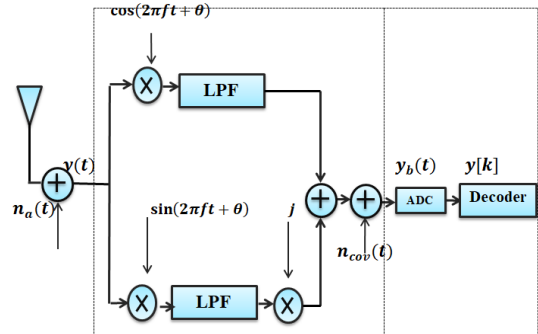 cos(2πft + θ)
LPF
y(t)
n_a(t)
y_b(t) y[k]
ADC
Decoder
sin(2πft + θ)
j
n_cov(t)
LPF